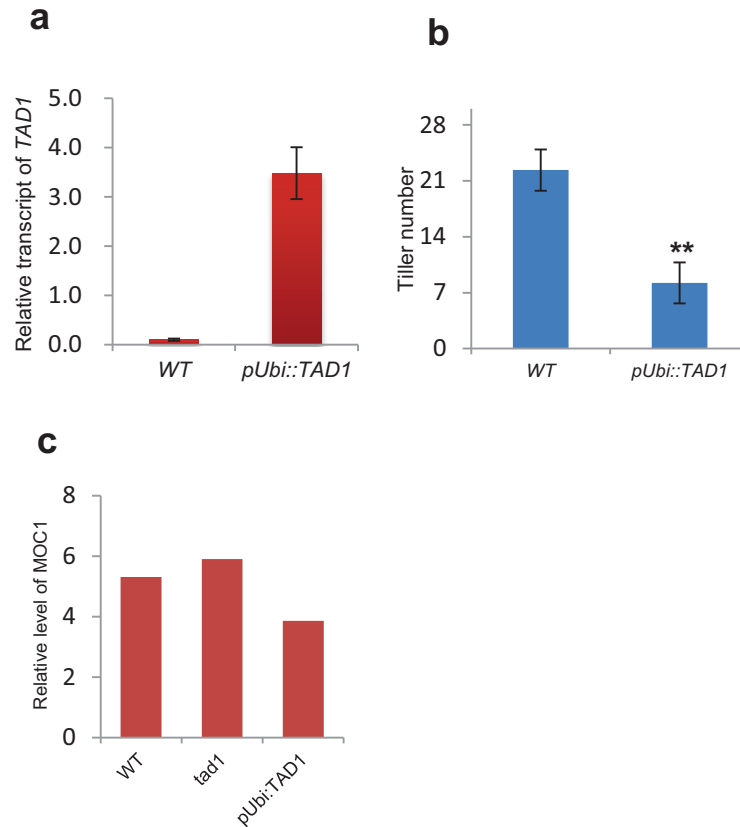 a
Relative transcript of TAD1
5.0
4.0
3.0
2.0
1.0
0.0
WT
pUbi::TAD1
b
Tiller number
28
21
14
7
0
**
WT
pUbi::TAD1
c
Relative level of MOC1
8
6
4
2
0
WT
tad1
pUbi:TAD1